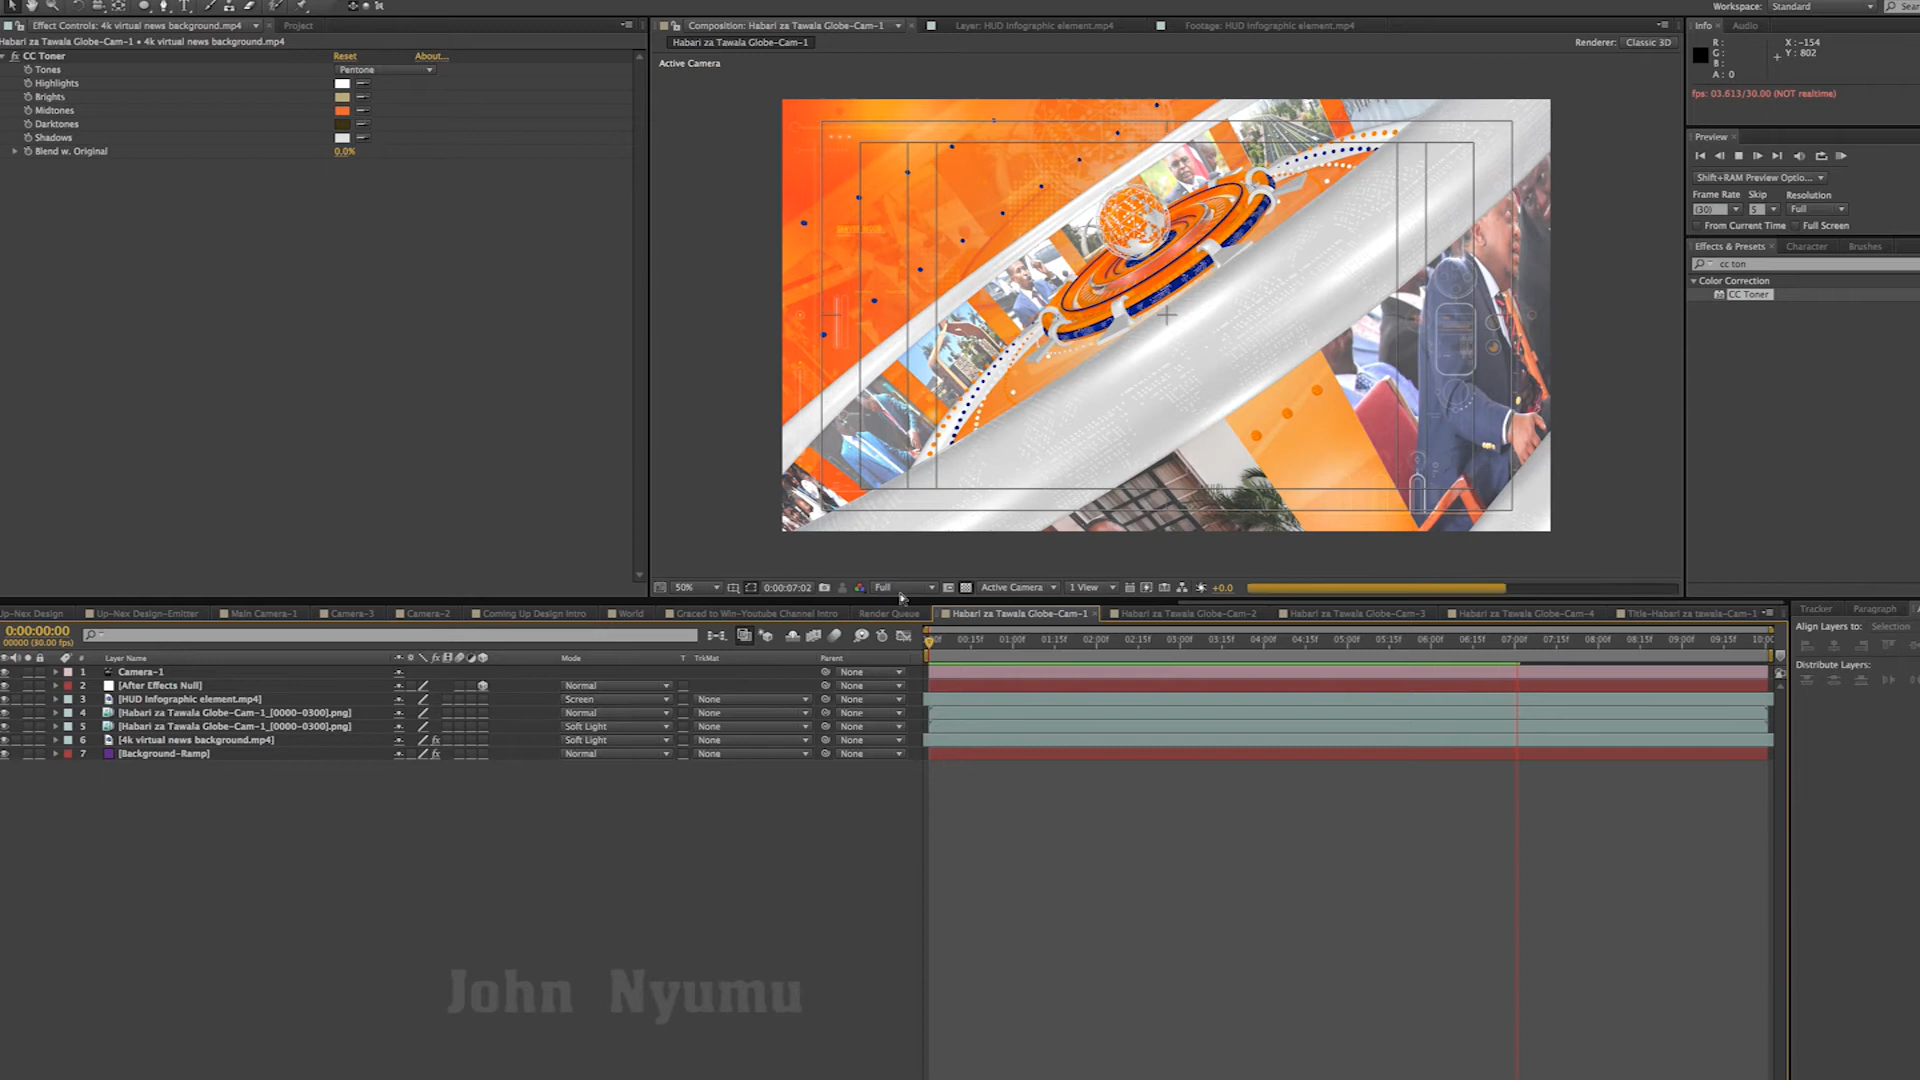 Workspace: Standard
Effect Controls: 4k virtual news background.mp4
Project
Composition: Habari za Tawala Globe-Cam-1
Layer: HUD Infographic element.mp4
Footage: HUD Infographic element.mp4
Info
Audio
Habari za Tawala Globe-Cam-1 • 4k virtual news background.mp4
Habari za Tawala Globe-Cam-1
Renderer: Classic 3D
R:
G:
B:
A: 0
X: -154
Y: 802
fps: 03.613/30.00 (NOT realtime)
fx CC Toner
Reset
About...
Tones
Pentone
Highlights
Brights
Midtones
Darktones
Shadows
Blend w. Original
0.0%
Active Camera
Preview
Shift+RAM Preview Optio...
Frame Rate
Skip
Resolution
(30)
5
Full
From Current Time
Full Screen
Effects & Presets
Character
Brushes
cc ton
Color Correction
CC Toner
50%
0:00:07:02
Full
Active Camera
1 View
+0.0
Up-Nex Design
Up-Nex Design-Emitter
Main Camera-1
Camera-3
Camera-2
Coming Up Design Intro
World
Graced to Win-Youtube Channel Intro
Render Queue
Habari za Tawala Globe-Cam-1
Habari za Tawala Globe-Cam-2
Habari za Tawala Globe-Cam-3
Habari za Tawala Globe-Cam-4
Title-Habari za tawala-Cam-1
Tracker
Paragraph
0:00:00:00
00000 (30.00 fps)
00:15f 01:00f 01:15f 02:00f 02:15f 03:00f 03:15f 04:00f 04:15f 05:00f 05:15f 06:00f 06:15f 07:00f 07:15f 08:00f 08:15f 09:00f 09:15f
Align Layers to: Selection
Distribute Layers:
# Layer Name
Mode
T TrkMat
Parent
1 Camera-1 None
2 [After Effects Null] Normal None
3 [HUD Infographic element.mp4] Screen None None
4 [Habari za Tawala Globe-Cam-1_[0000-0300].png] Normal None None
5 [Habari za Tawala Globe-Cam-1_[0000-0300].png] Soft Light None None
6 [4k virtual news background.mp4] fx Soft Light None None
7 [Background-Ramp] fx Normal None None
John Nyumu